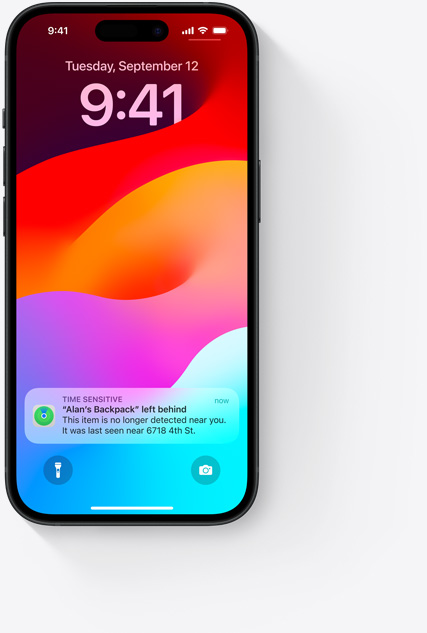 9:41
Tuesday, September 12
9:41
TIME SENSITIVE
now
“Alan’s Backpack” left behind
This item is no longer detected near you.
It was last seen near 6718 4th St.